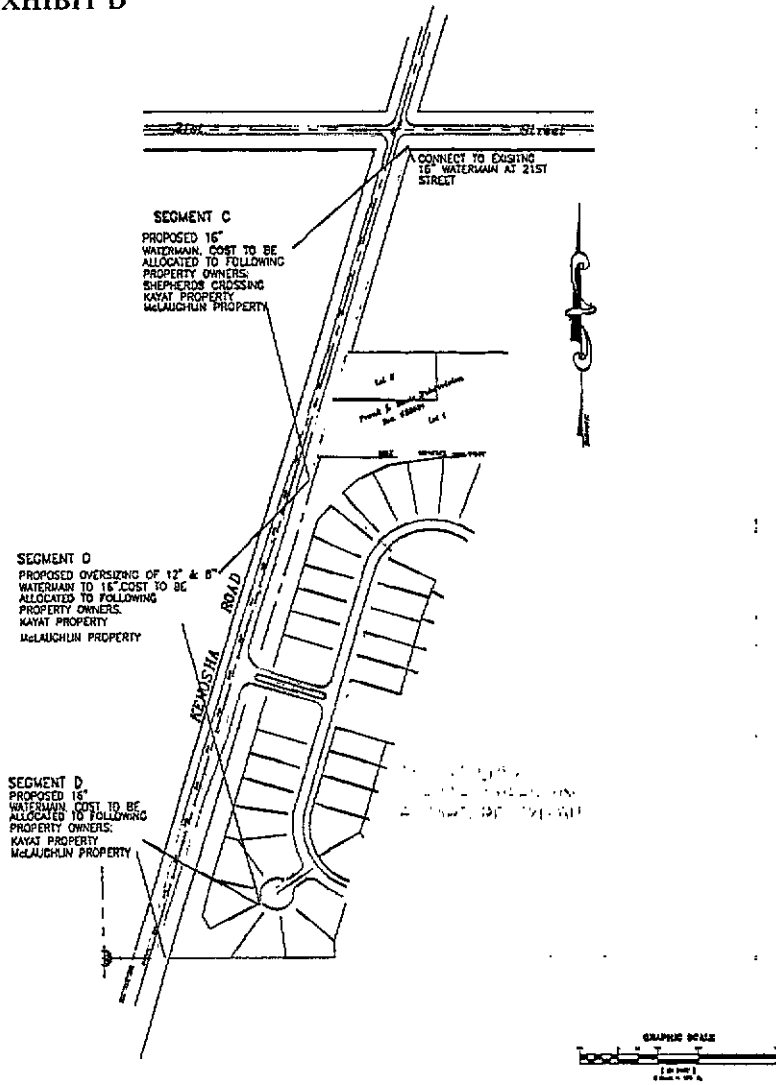 XHIBIT D
21st Street
CONNECT TO EXISTING
16" WATERMAIN AT 21ST
STREET
SEGMENT C
PROPOSED 16"
WATERMAIN, COST TO BE
ALLOCATED TO FOLLOWING
PROPERTY OWNERS:
SHEPHERDS CROSSING
KAYAT PROPERTY
McLAUGHLIN PROPERTY
Lot 1
SEGMENT D
PROPOSED OVERSIZING OF 12" & 8"
WATERMAIN TO 16" COST TO BE
ALLOCATED TO FOLLOWING
PROPERTY OWNERS.
KAYAT PROPERTY
McLAUGHLIN PROPERTY
KENOSHA ROAD
SEGMENT D
PROPOSED 16"
WATERMAIN, COST TO BE
ALLOCATED TO FOLLOWING
PROPERTY OWNERS:
KAYAT PROPERTY
McLAUGHLIN PROPERTY
GRAPHIC SCALE